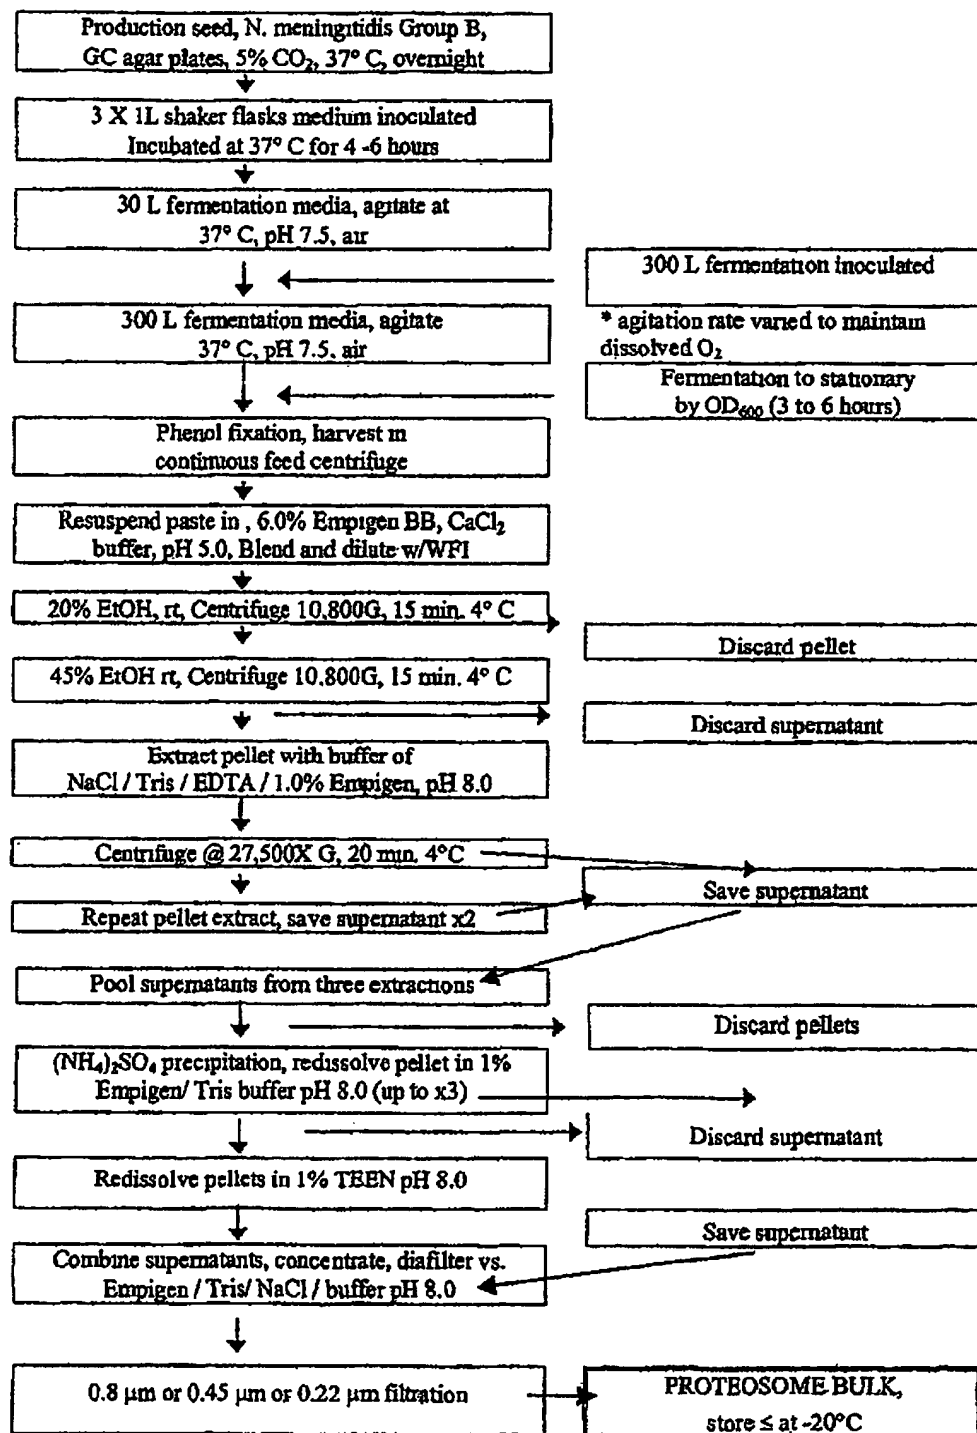 Production seed, N. meningitidis Group B,
GC agar plates, 5% CO₂, 37° C, overnight
3 X 1L shaker flasks medium inoculated
Incubated at 37° C for 4 -6 hours
30 L fermentation media, agitate at
37° C, pH 7.5, air
300 L fermentation inoculated
300 L fermentation media, agitate
37° C, pH 7.5, air
* agitation rate varied to maintain
dissolved O₂
Fermentation to stationary
by OD₆₀₀ (3 to 6 hours)
Phenol fixation, harvest in
continuous feed centrifuge
Resuspend paste in , 6.0% Empigen BB, CaCl₂
buffer, pH 5.0, Blend and dilute w/WFI
20% EtOH, rt, Centrifuge 10,800G, 15 min. 4° C
Discard pellet
45% EtOH rt, Centrifuge 10.800G, 15 min. 4° C
Discard supernatant
Extract pellet with buffer of
NaCl / Tris / EDTA / 1.0% Empigen, pH 8.0
Centrifuge @ 27,500X G, 20 min. 4°C
Save supernatant
Repeat pellet extract, save supernatant x2
Pool supernatants from three extractions
Discard pellets
(NH₄)₂SO₄ precipitation, redissolve pellet in 1%
Empigen/ Tris buffer pH 8.0 (up to x3)
Discard supernatant
Redissolve pellets in 1% TEEN pH 8.0
Save supernatant
Combine supernatants, concentrate, diafilter vs.
Empigen / Tris/ NaCl / buffer pH 8.0
0.8 μm or 0.45 μm or 0.22 μm filtration
PROTEOSOME BULK,
store ≤ at -20°C